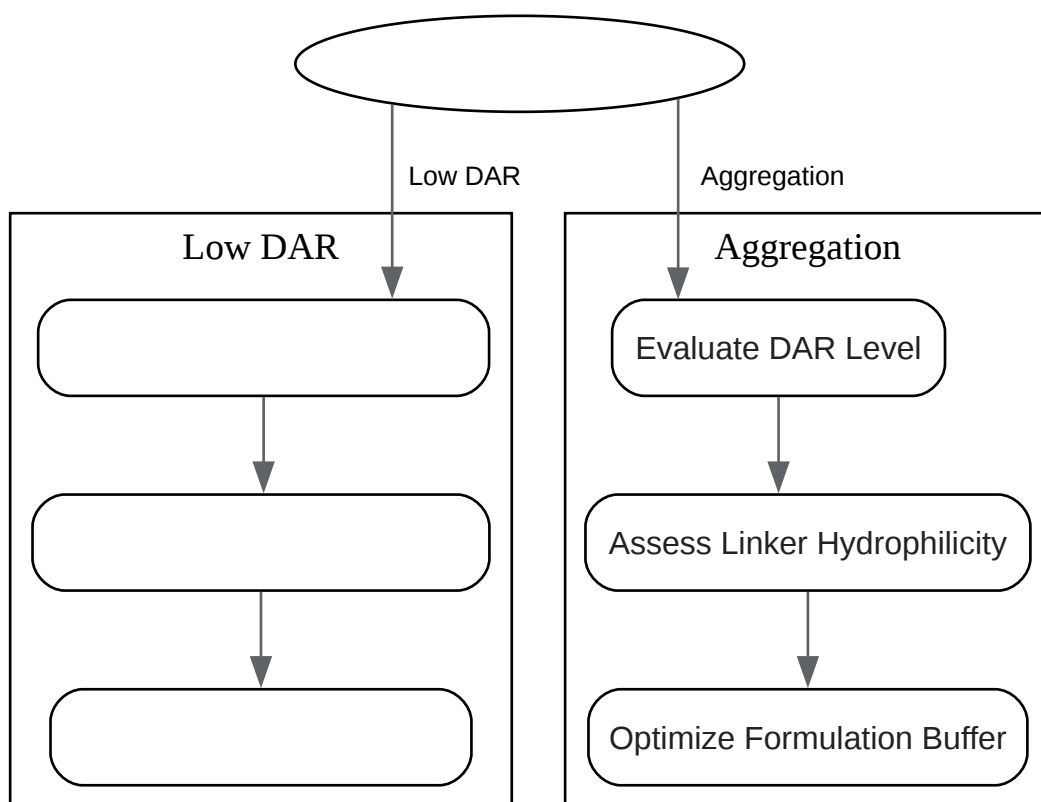 Low DAR
Aggregation
Low DAR
Aggregation
Evaluate DAR Level
Assess Linker Hydrophilicity
Optimize Formulation Buffer